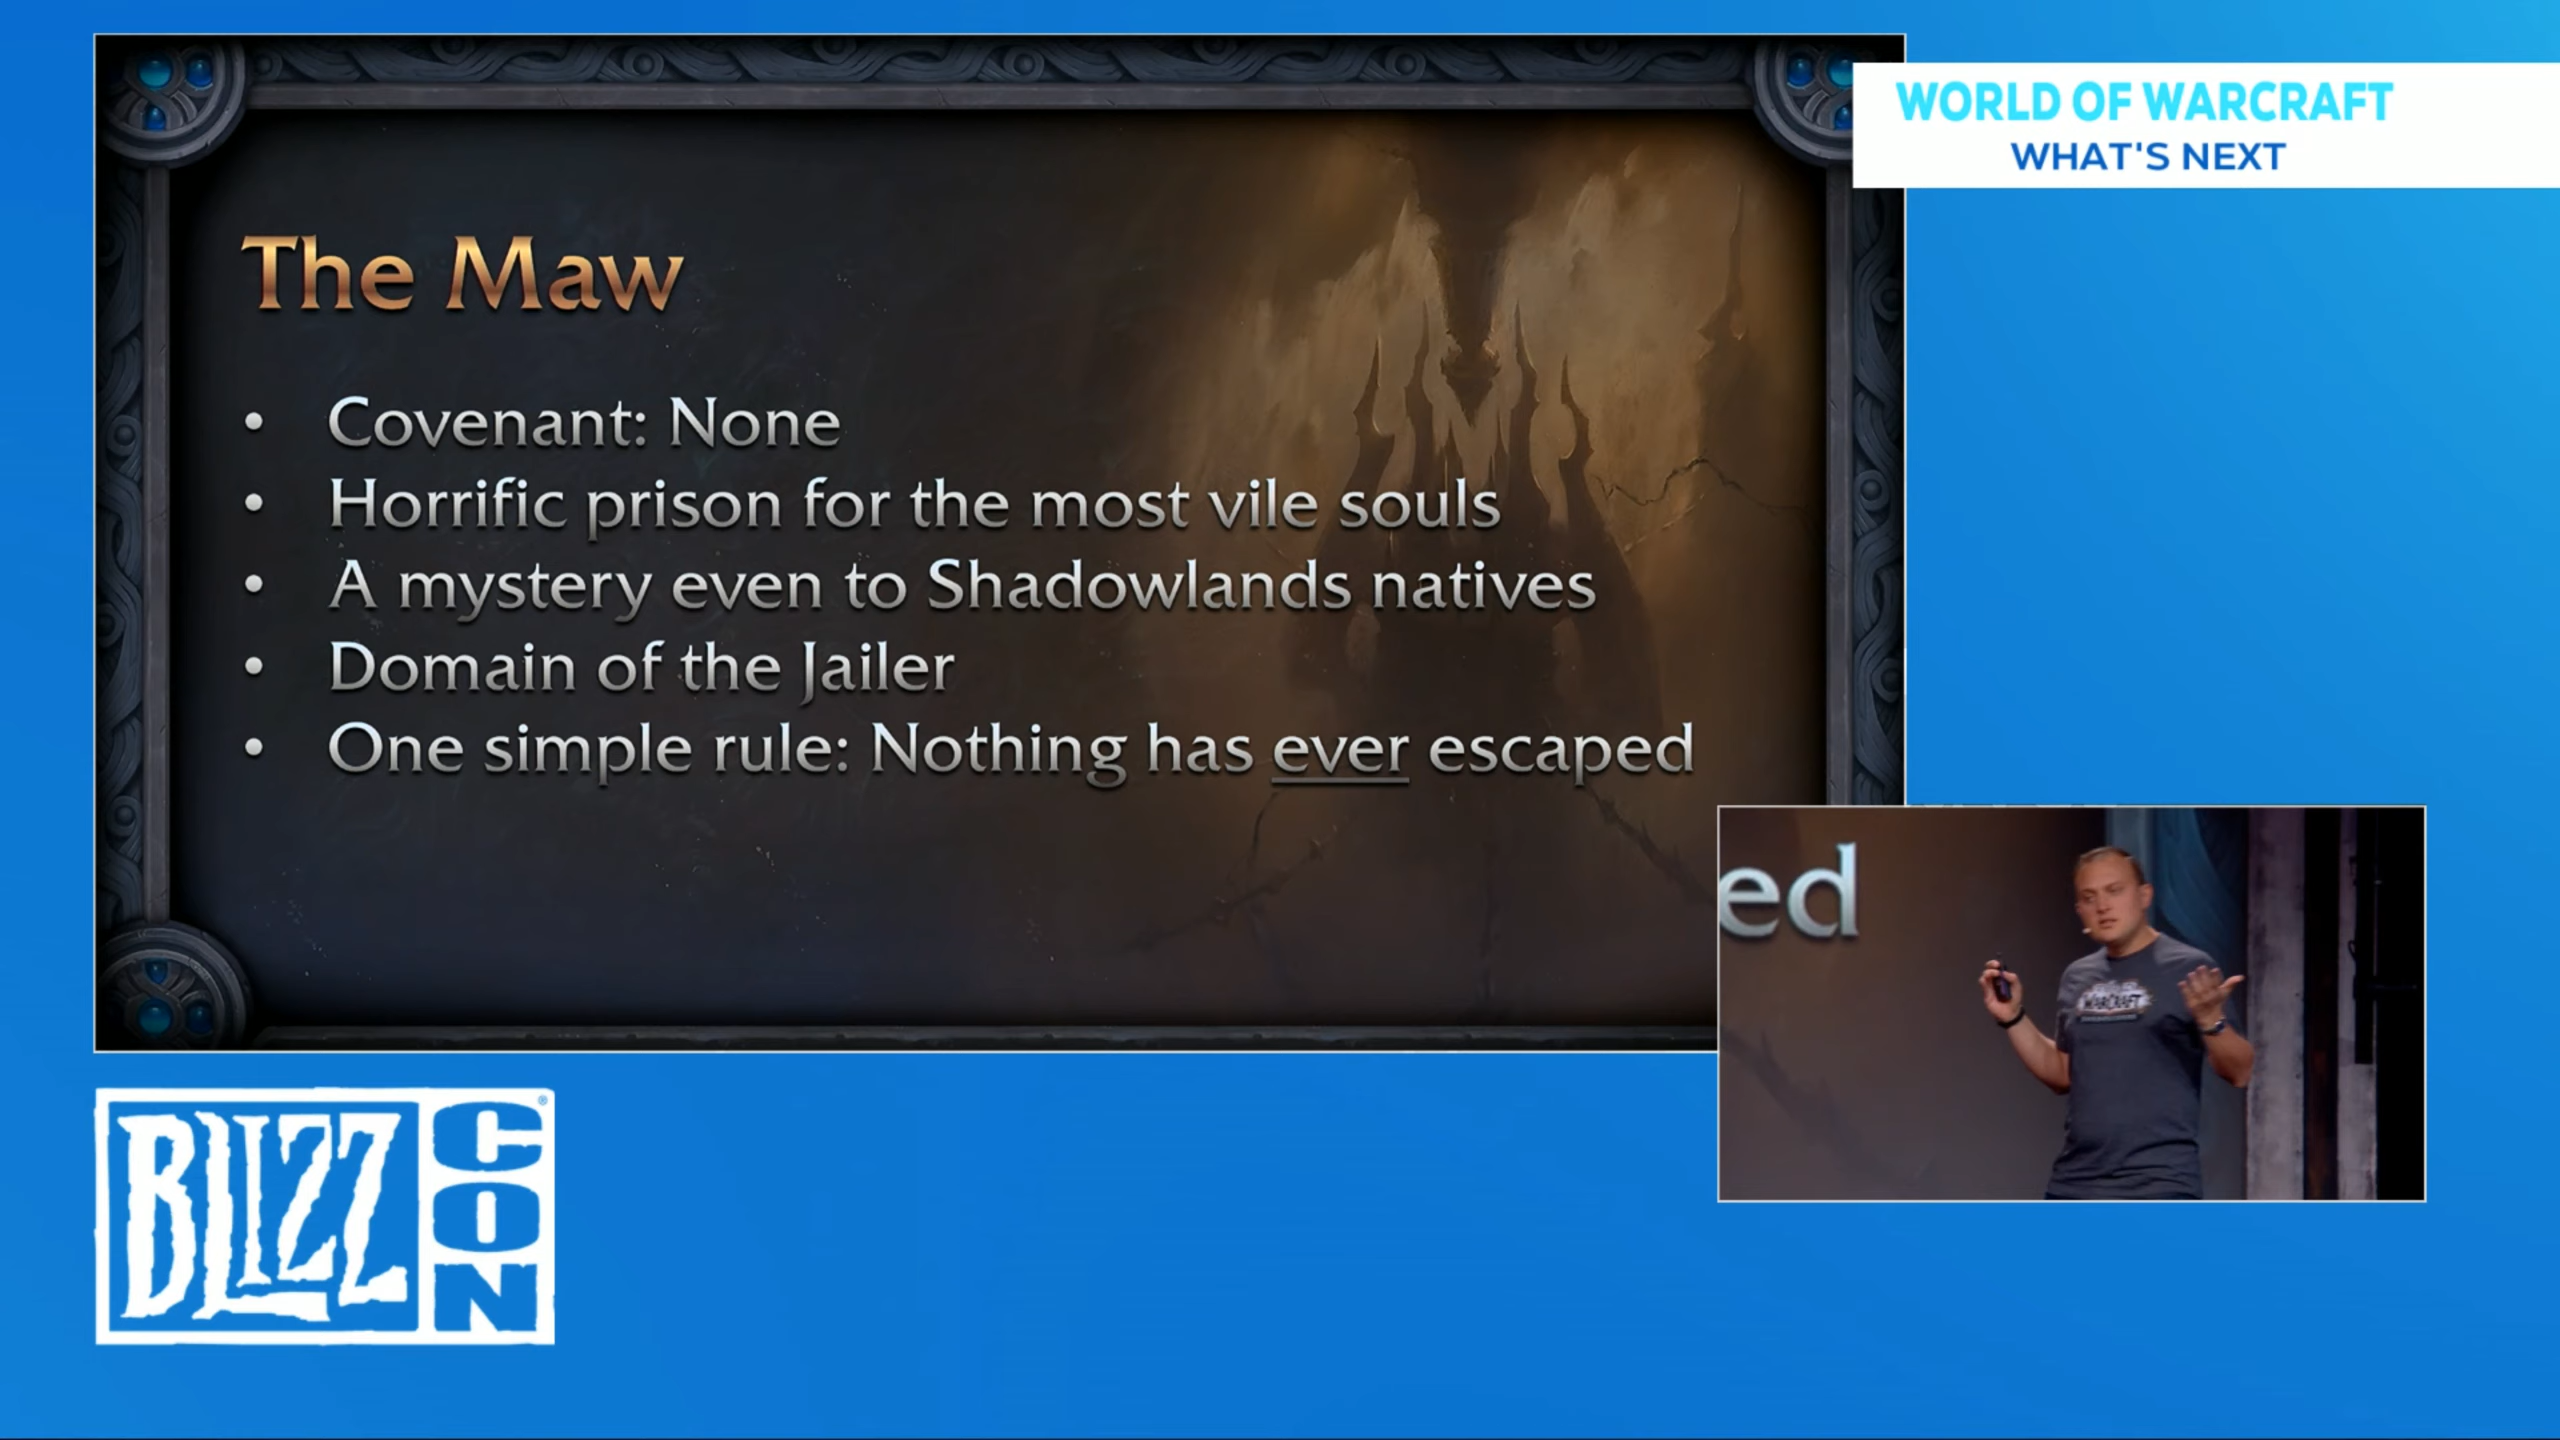 WORLD OF WARCRAFT
WHAT'S NEXT
The Maw
• Covenant: None
• Horrific prison for the most vile souls
• A mystery even to Shadowlands natives
• Domain of the Jailer
• One simple rule: Nothing has ever escaped
ed
WARCRAFT
BLIZZ
CON